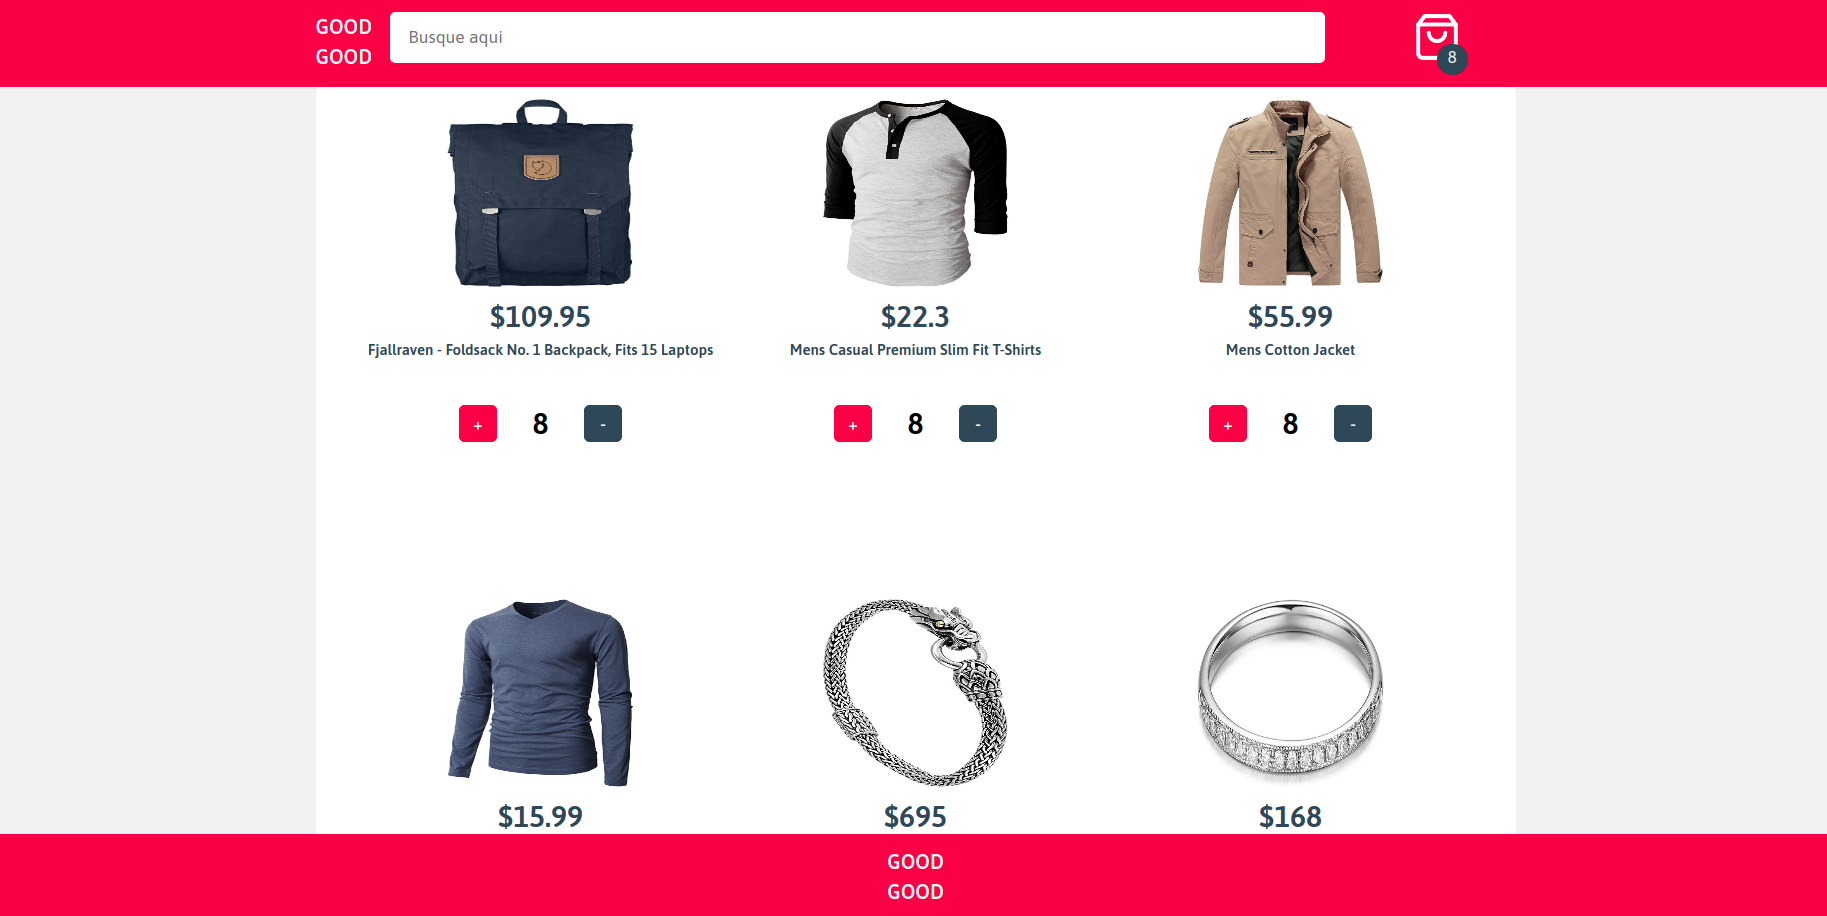 GOOD
GOOD
Busque aqui
8
$109.95
$22.3
$55.99
Fjallraven - Foldsack No. 1 Backpack, Fits 15 Laptops
Mens Casual Premium Slim Fit T-Shirts
Mens Cotton Jacket
+ 8 -
+ 8 -
+ 8 -
$15.99
$695
$168
GOOD
GOOD